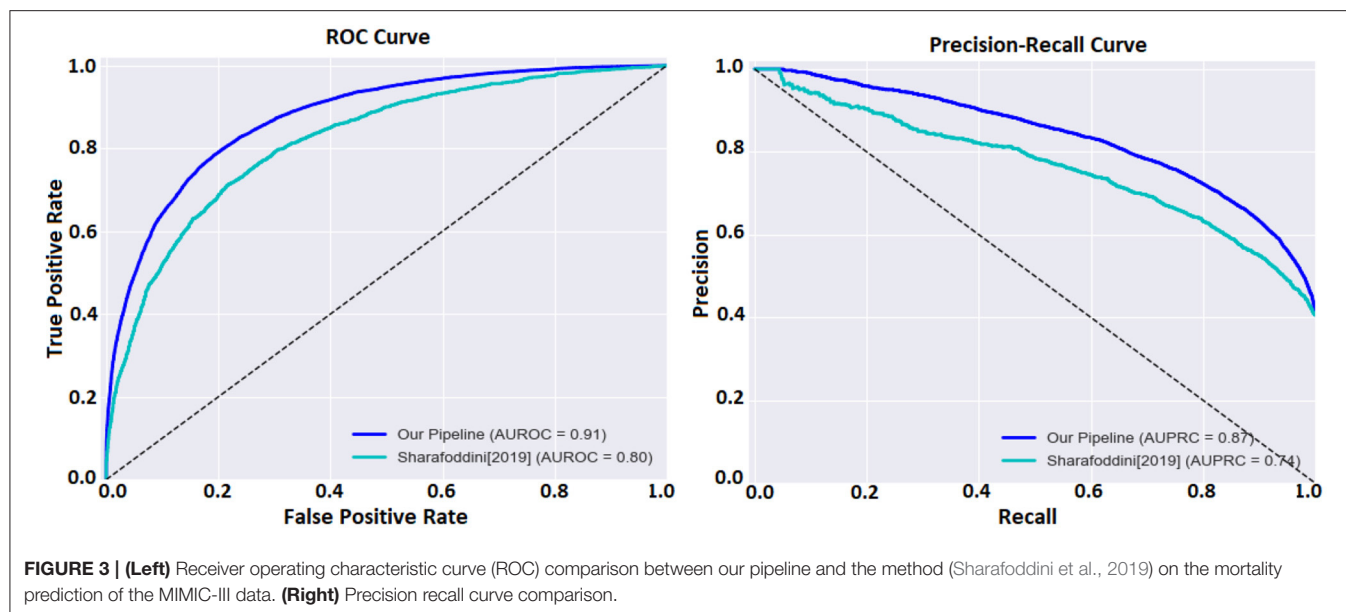 ROC Curve
1.0
0.8
0.6
0.4
0.2
0.0
True Positive Rate
Our Pipeline (AUROC = 0.91)
Sharafoddini[2019] (AUROC = 0.80)
0.0 0.2 0.4 0.6 0.8 1.0
False Positive Rate
Precision-Recall Curve
1.0
0.8
0.6
0.4
0.2
0.0
Precision
Our Pipeline (AUPRC = 0.87)
Sharafoddini[2019] (AUPRC = 0.74)
0.0 0.2 0.4 0.6 0.8 1.0
Recall
FIGURE 3 | (Left) Receiver operating characteristic curve (ROC) comparison between our pipeline and the method (Sharafoddini et al., 2019) on the mortality
prediction of the MIMIC-III data. (Right) Precision recall curve comparison.